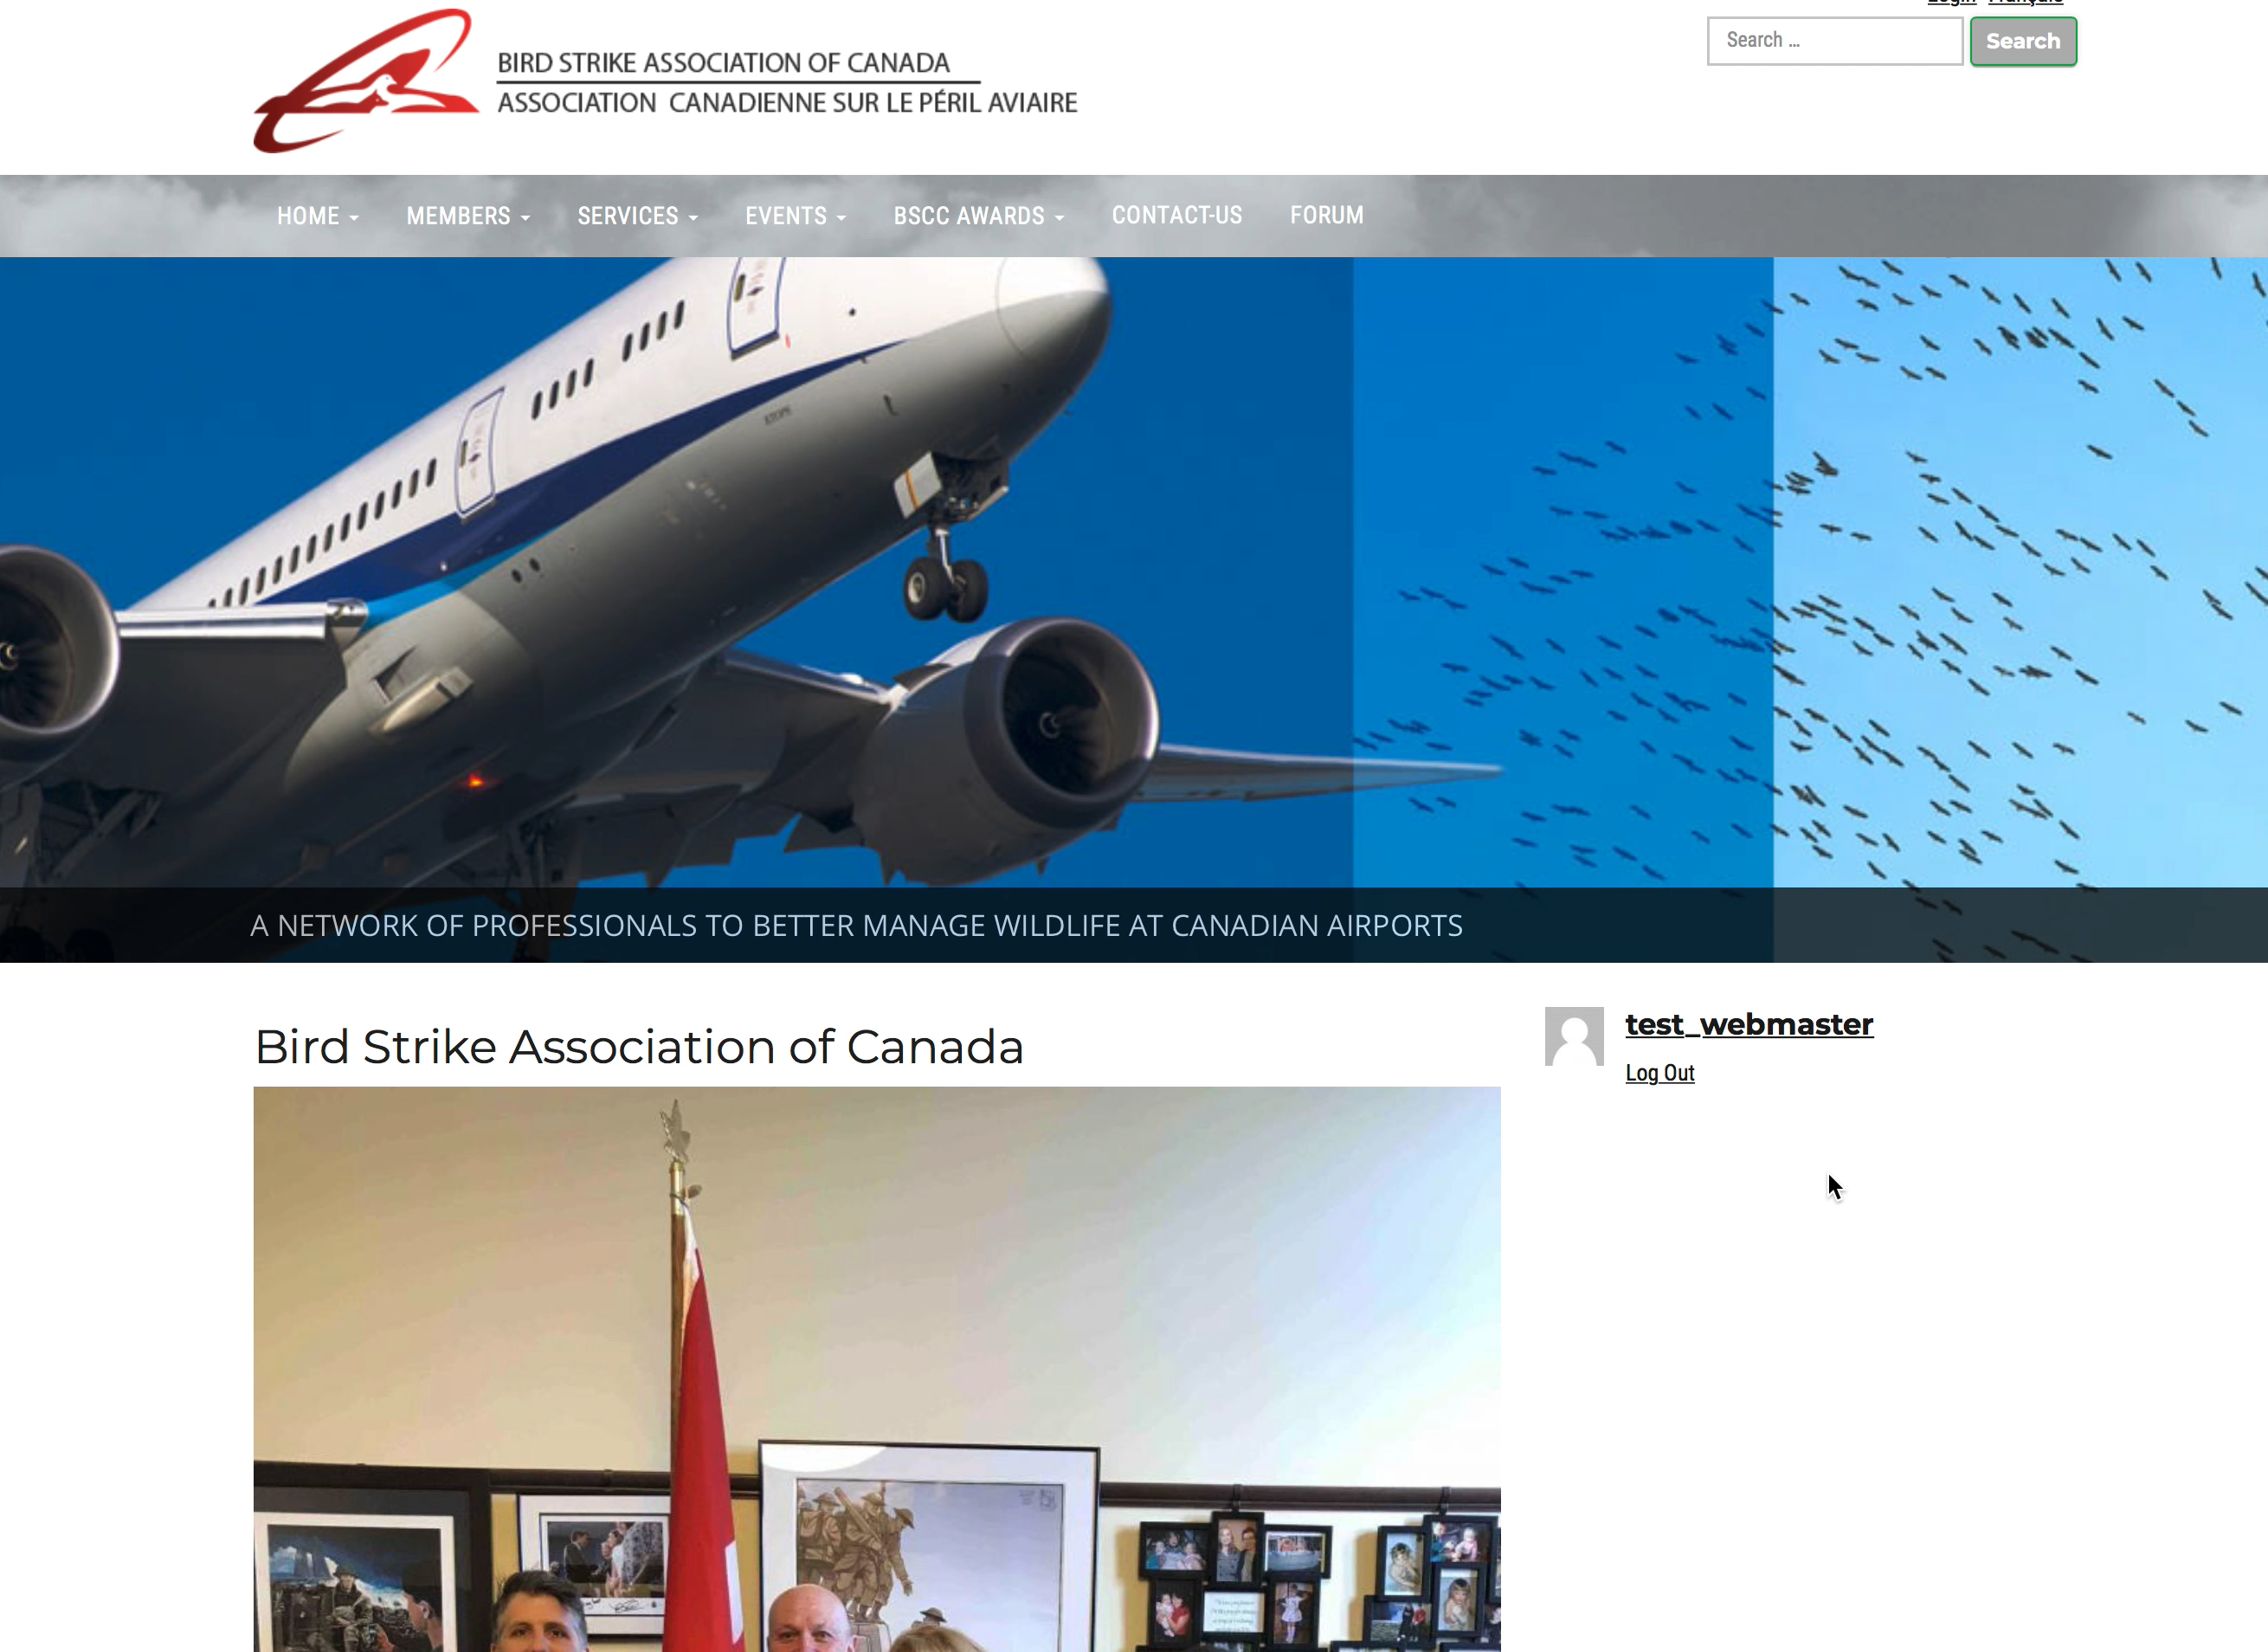 Login Français
Search ...
Search
BIRD STRIKE ASSOCIATION OF CANADA
ASSOCIATION CANADIENNE SUR LE PÉRIL AVIAIRE
HOME
MEMBERS
SERVICES
EVENTS
BSCC AWARDS
CONTACT-US
FORUM
A NETWORK OF PROFESSIONALS TO BETTER MANAGE WILDLIFE AT CANADIAN AIRPORTS
Bird Strike Association of Canada
test_webmaster
Log Out